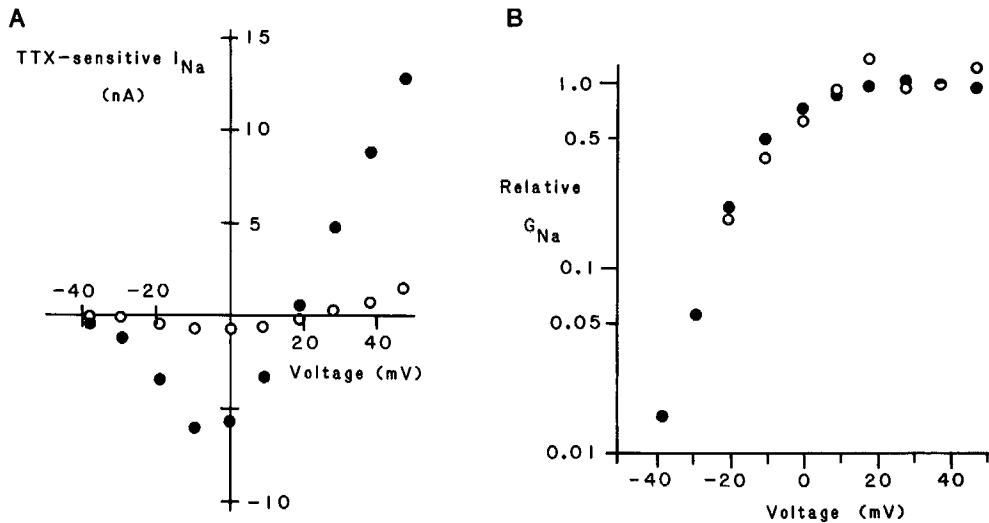 A
TTX-sensitive I Na
(nA)
15
10
5
-40 -20
20 40
Voltage (mV)
-10
B
1.0
0.5
Relative
G Na
0.1
0.05
0.01
-40 -20 0 20 40
Voltage (mV)